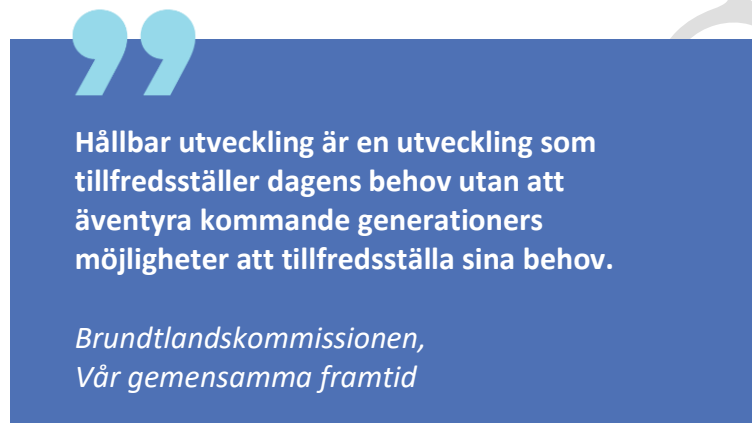 ”
Hållbar utveckling är en utveckling som
tillfredsställer dagens behov utan att
äventyra kommande generationers
möjligheter att tillfredsställa sina behov.
Brundtlandskommissionen,
Vår gemensamma framtid